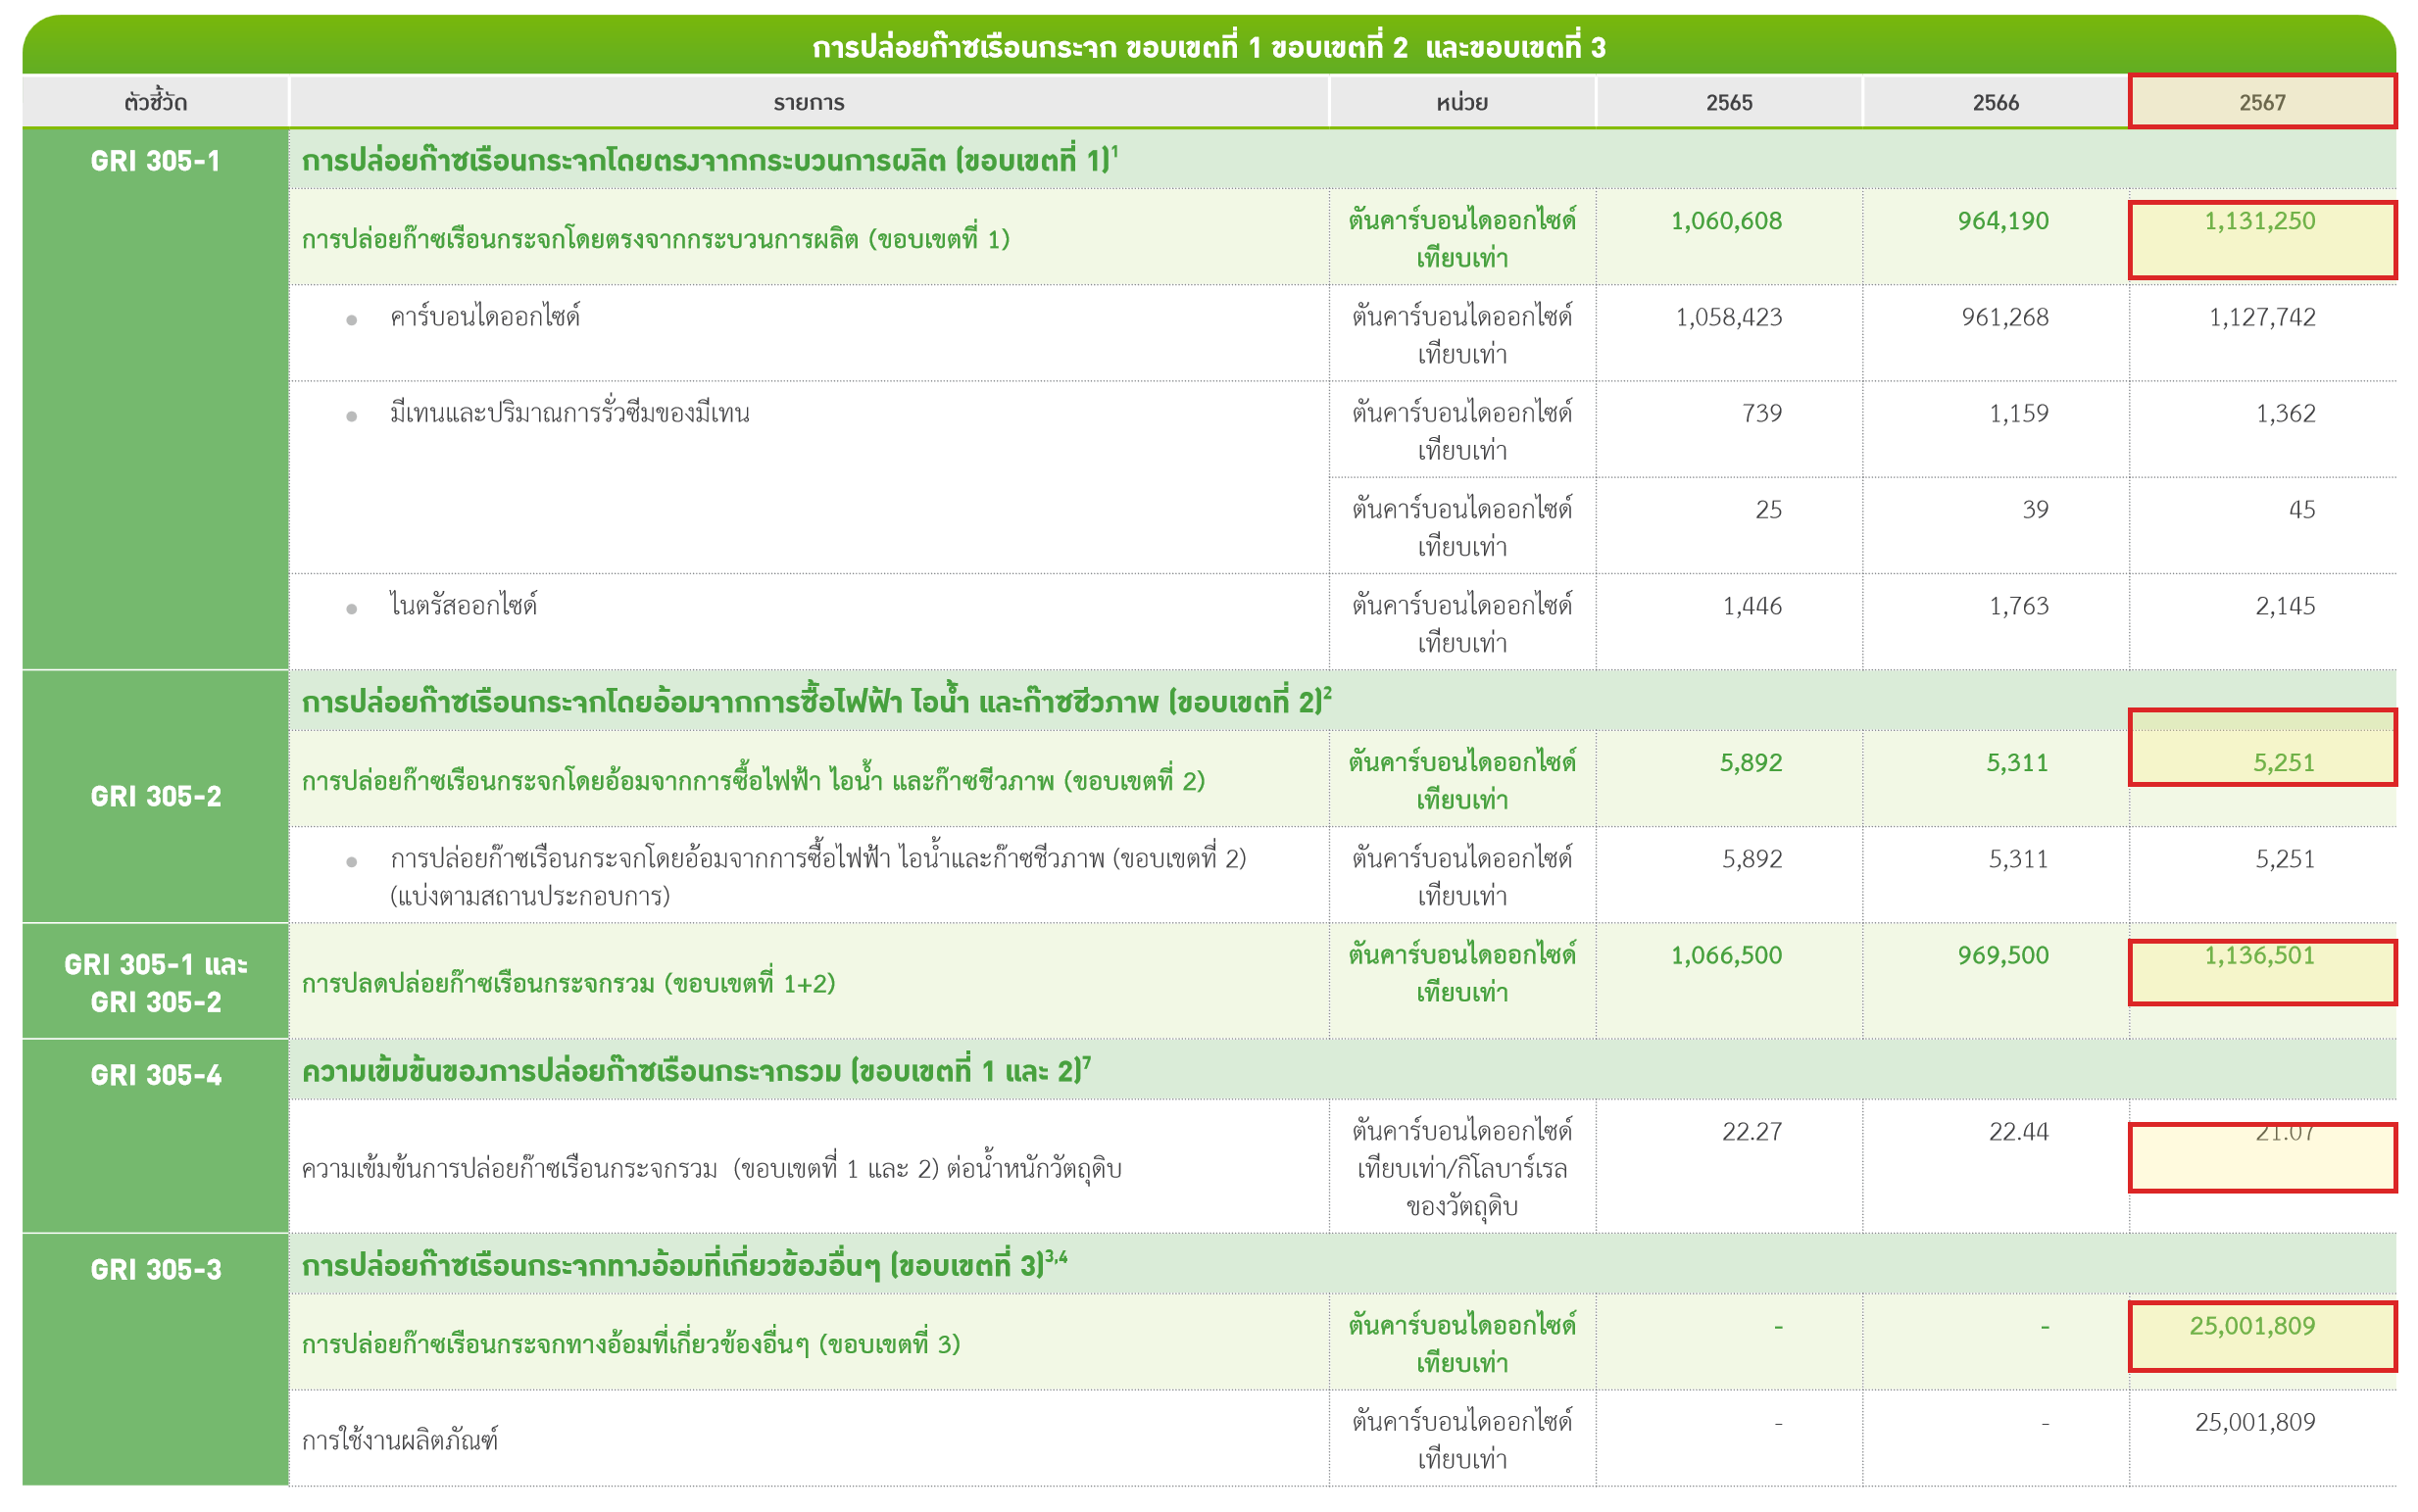 การปล่อยก๊าซเรือนกระจก ขอบเขตที่ 1 ขอบเขตที่ 2 และขอบเขตที่ 3
ตัวชี้วัด รายการ หน่วย 2565 2566 2567
GRI 305-1 การปล่อยก๊าซเรือนกระจกโดยตรงจากกระบวนการผลิต (ขอบเขตที่ 1)¹
การปล่อยก๊าซเรือนกระจกโดยตรงจากกระบวนการผลิต (ขอบเขตที่ 1) ตันคาร์บอนไดออกไซด์ 1,060,608 964,190 1,131,250
เทียบเท่า
คาร์บอนไดออกไซด์ ตันคาร์บอนไดออกไซด์ 1,058,423 961,268 1,127,742
เทียบเท่า
มีเทนและปริมาณการรั่วซึมของมีเทน ตันคาร์บอนไดออกไซด์ 739 1,159 1,362
เทียบเท่า
ตันคาร์บอนไดออกไซด์ 25 39 45
เทียบเท่า
ไนตรัสออกไซด์ ตันคาร์บอนไดออกไซด์ 1,446 1,763 2,145
เทียบเท่า
การปล่อยก๊าซเรือนกระจกโดยอ้อมจากการซื้อไฟฟ้า ไอน้ำ และก๊าซชีวภาพ (ขอบเขตที่ 2)²
GRI 305-2 การปล่อยก๊าซเรือนกระจกโดยอ้อมจากการซื้อไฟฟ้า ไอน้ำ และก๊าซชีวภาพ (ขอบเขตที่ 2) ตันคาร์บอนไดออกไซด์ 5,892 5,311 5,251
เทียบเท่า
การปล่อยก๊าซเรือนกระจกโดยอ้อมจากการซื้อไฟฟ้า ไอน้ำและก๊าซชีวภาพ (ขอบเขตที่ 2) ตันคาร์บอนไดออกไซด์ 5,892 5,311 5,251
(แบ่งตามสถานประกอบการ) เทียบเท่า
GRI 305-1 และ
GRI 305-2
การปลดปล่อยก๊าซเรือนกระจกรวม (ขอบเขตที่ 1+2) ตันคาร์บอนไดออกไซด์ 1,066,500 969,500 1,136,501
เทียบเท่า
GRI 305-4 ความเข้มข้นของการปล่อยก๊าซเรือนกระจกรวม (ขอบเขตที่ 1 และ 2)⁷
ความเข้มข้นการปล่อยก๊าซเรือนกระจกรวม (ขอบเขตที่ 1 และ 2) ต่อน้ำหนักวัตถุดิบ ตันคาร์บอนไดออกไซด์ 22.27 22.44 21.07
เทียบเท่า/กิโลบาร์เรล
ของวัตถุดิบ
GRI 305-3 การปล่อยก๊าซเรือนกระจกทางอ้อมที่เกี่ยวข้องอื่นๆ (ขอบเขตที่ 3)³,⁴
การปล่อยก๊าซเรือนกระจกทางอ้อมที่เกี่ยวข้องอื่นๆ (ขอบเขตที่ 3) ตันคาร์บอนไดออกไซด์ - - 25,001,809
เทียบเท่า
การใช้งานผลิตภัณฑ์ ตันคาร์บอนไดออกไซด์ - - 25,001,809
เทียบเท่า